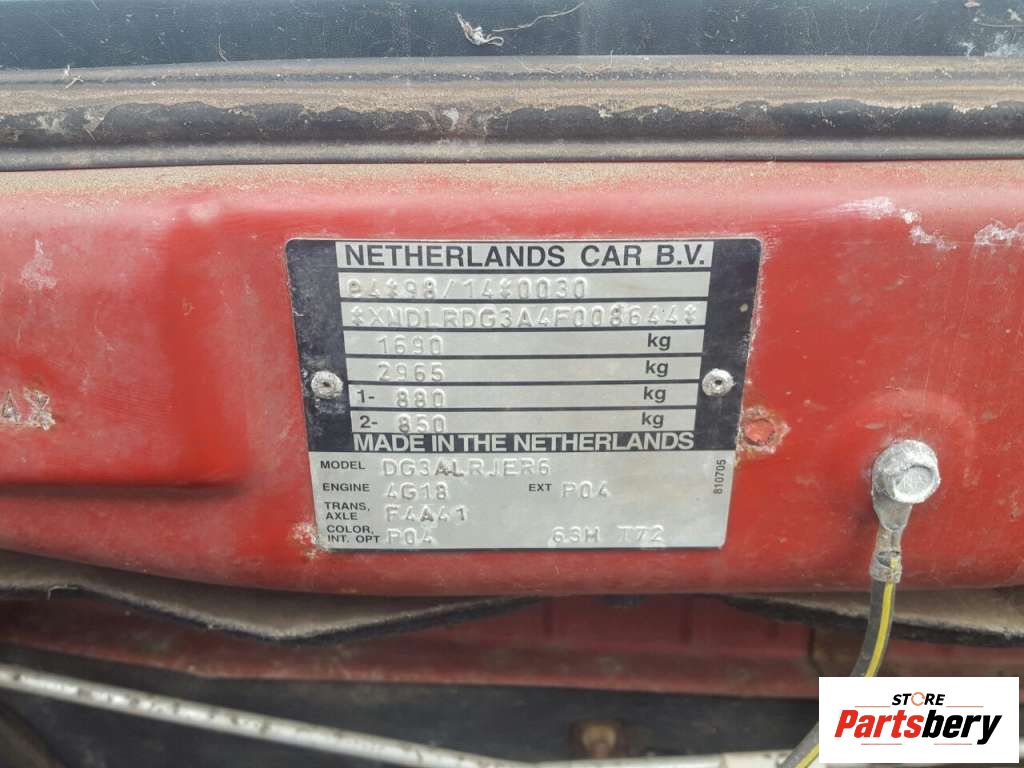 NETHERLANDS CAR B.V.
e4*98/14*0030
*XNDLRDG3A4F008644*
1690 kg
2965 kg
1- 880 kg
2- 850 kg
MADE IN THE NETHERLANDS
MODEL DG3ALRJER6
ENGINE 4G18 EXT P04
TRANS, AXLE F4A41
COLOR, INT. OPT P04 63H T72
810705
STORE
Partsbery